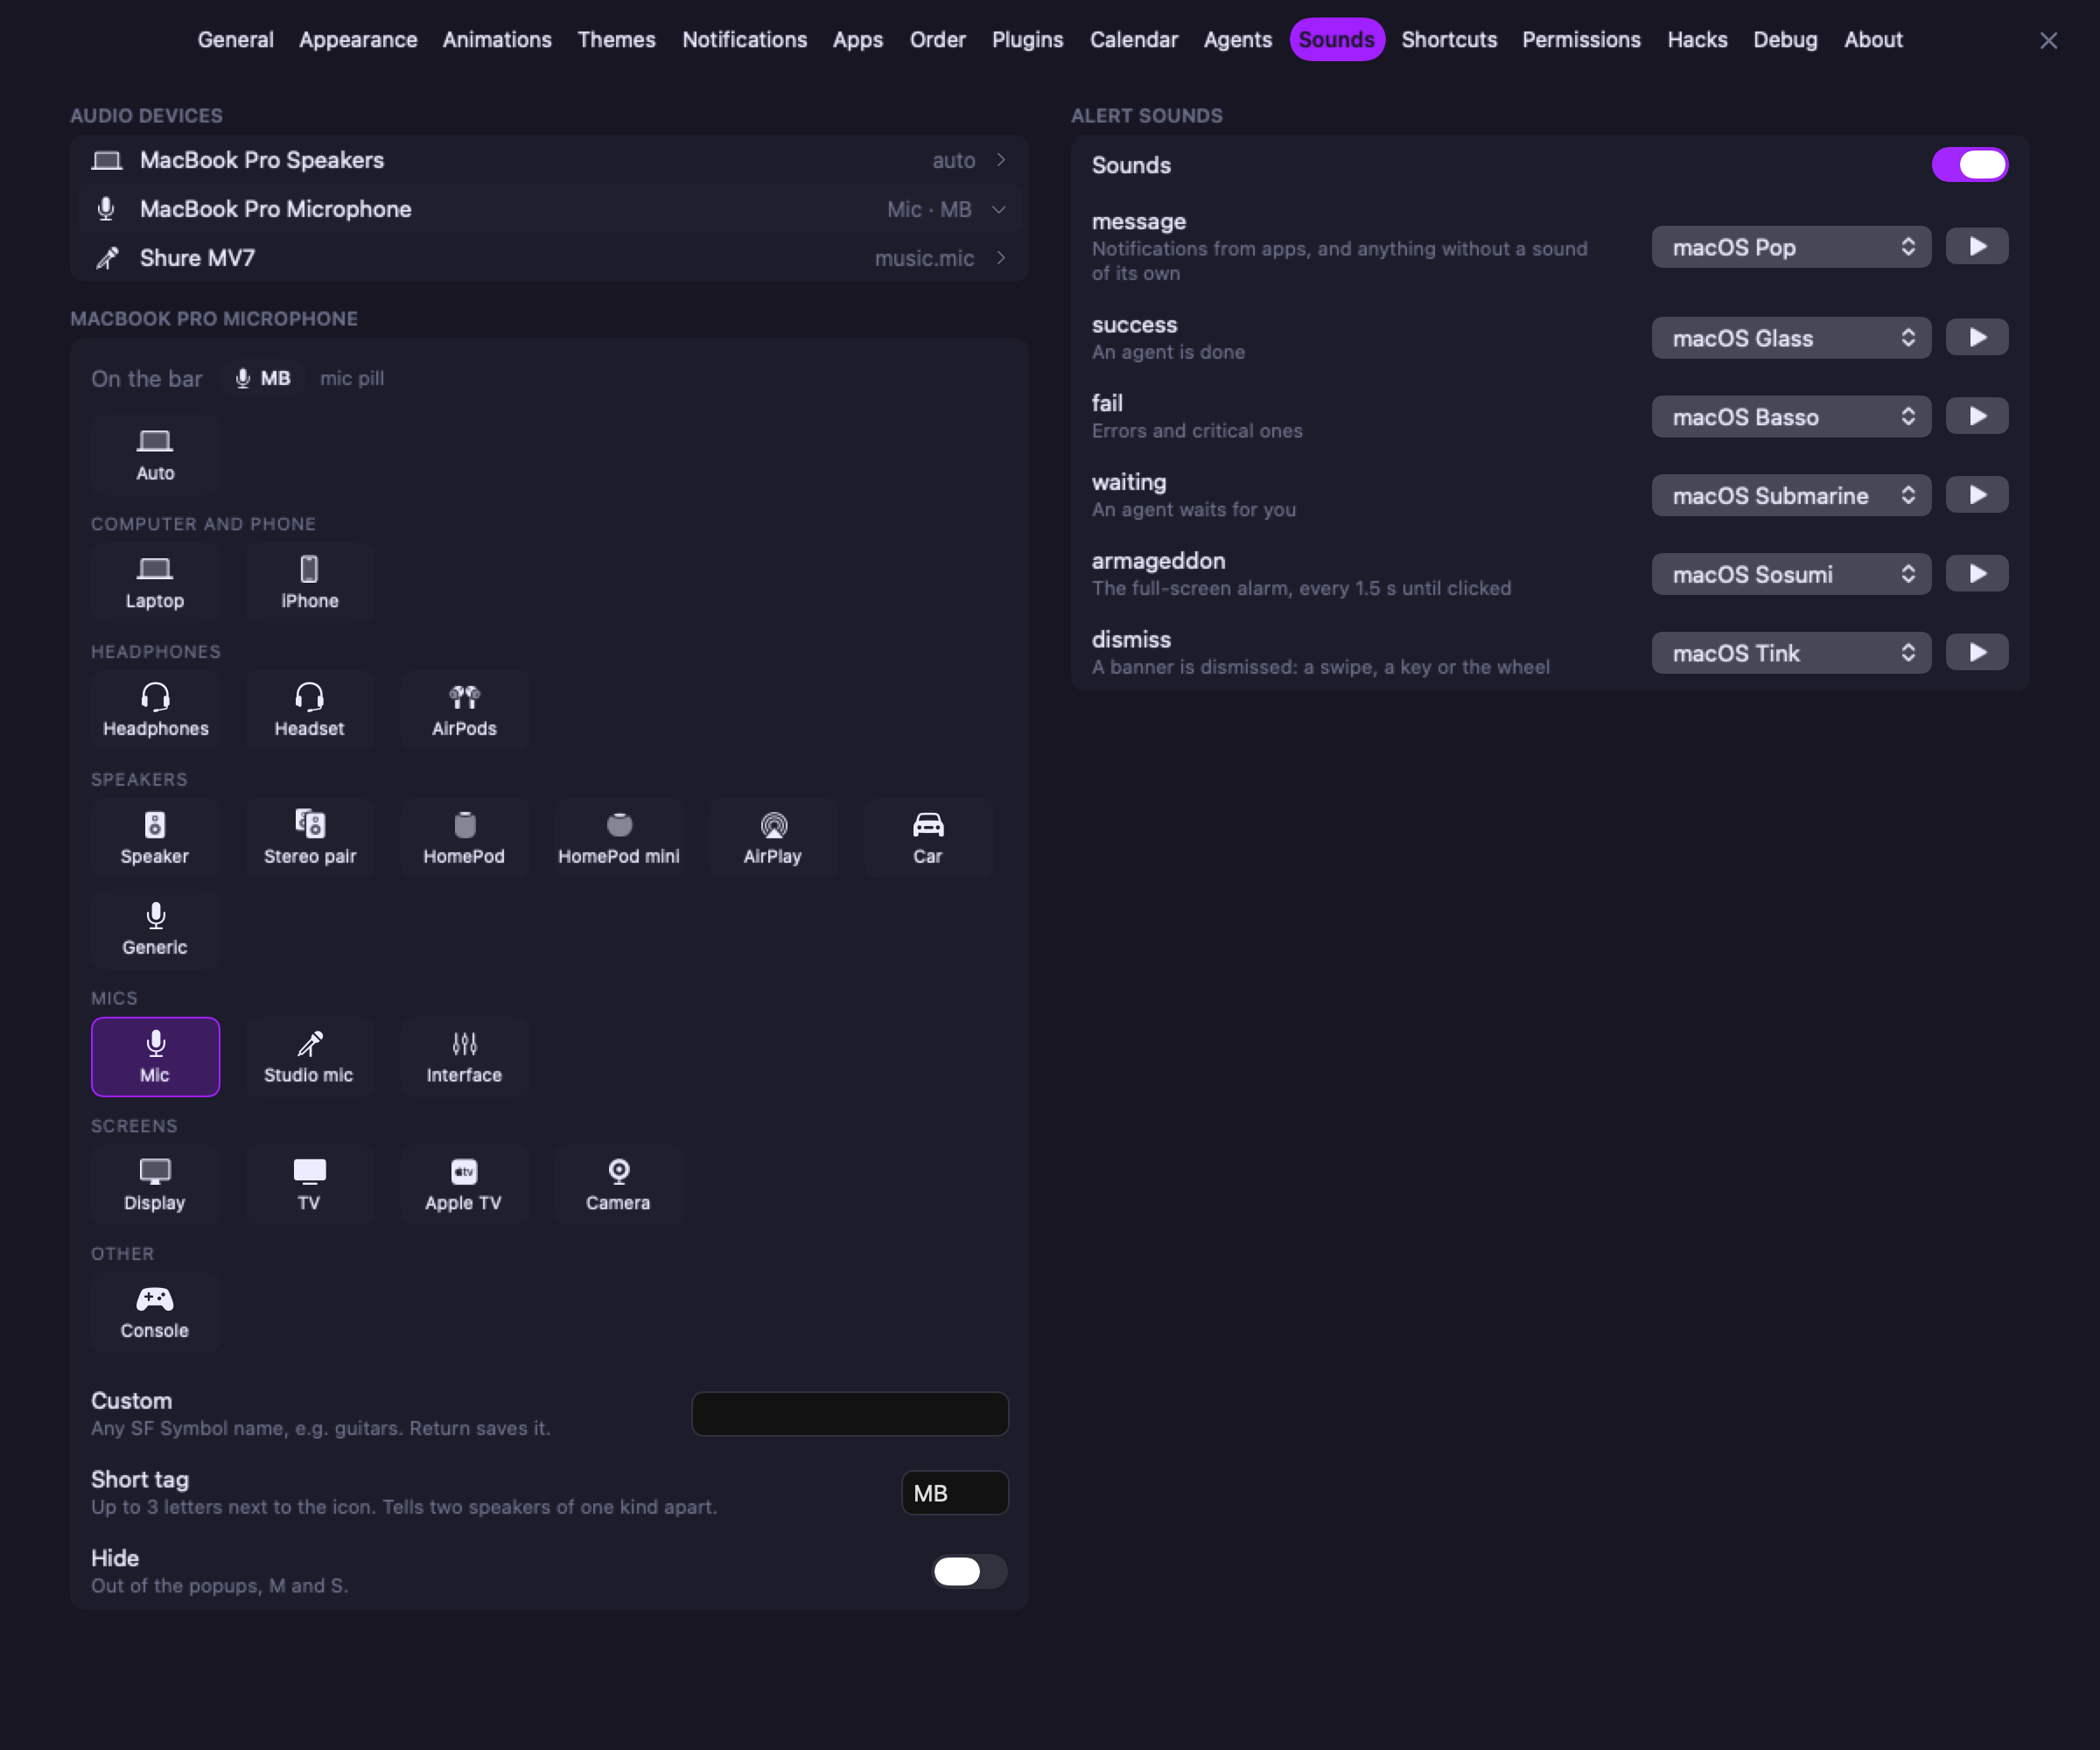 General Appearance Animations Themes Notifications Apps Order Plugins Calendar Agents Sounds Shortcuts Permissions Hacks Debug About
AUDIO DEVICES
MacBook Pro Speakers auto
MacBook Pro Microphone Mic · MB
Shure MV7 music.mic
MACBOOK PRO MICROPHONE
On the bar MB mic pill
Auto
COMPUTER AND PHONE
Laptop iPhone
HEADPHONES
Headphones Headset AirPods
SPEAKERS
Speaker Stereo pair HomePod HomePod mini AirPlay Car
Generic
MICS
Mic Studio mic Interface
SCREENS
tv
Display TV Apple TV Camera
OTHER
Console
Custom
Any SF Symbol name, e.g. guitars. Return saves it.
Short tag
Up to 3 letters next to the icon. Tells two speakers of one kind apart.
MB
Hide
Out of the popups, M and S.
ALERT SOUNDS
Sounds
message
Notifications from apps, and anything without a sound
of its own
macOS Pop
success
An agent is done
macOS Glass
fail
Errors and critical ones
macOS Basso
waiting
An agent waits for you
macOS Submarine
armageddon
The full-screen alarm, every 1.5 s until clicked
macOS Sosumi
dismiss
A banner is dismissed: a swipe, a key or the wheel
macOS Tink